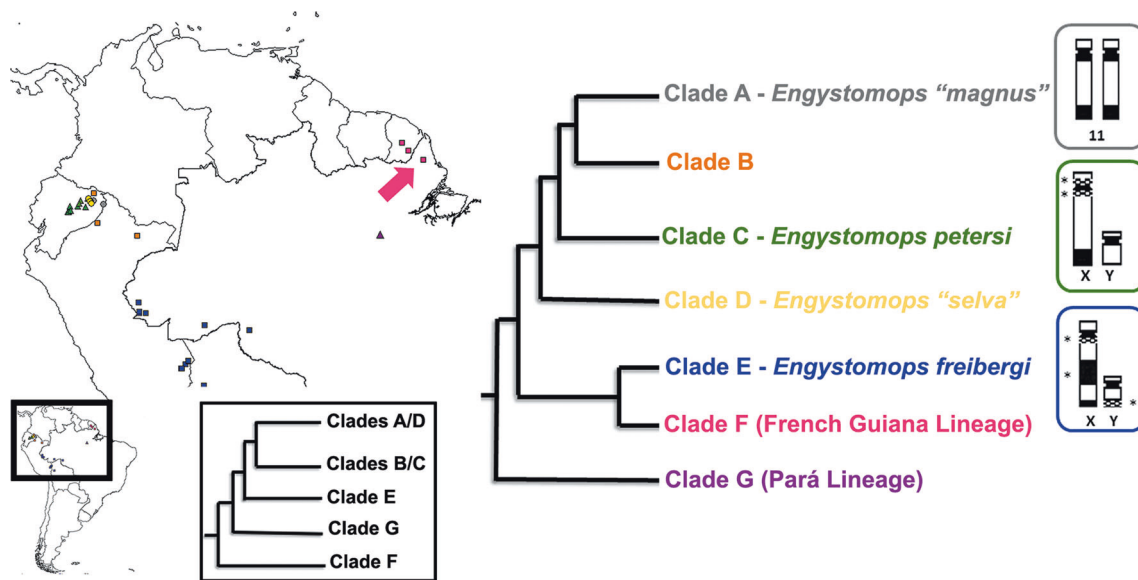 Clade A - Engystomops “magnus”
Clade B
Clade C - Engystomops petersi
Clade D - Engystomops “selva”
Clade E - Engystomops freibergi
Clade F (French Guiana Lineage)
Clade G (Pará Lineage)
11
*
*
X Y
*
*
*
X Y
Clades A/D
Clades B/C
Clade E
Clade G
Clade F